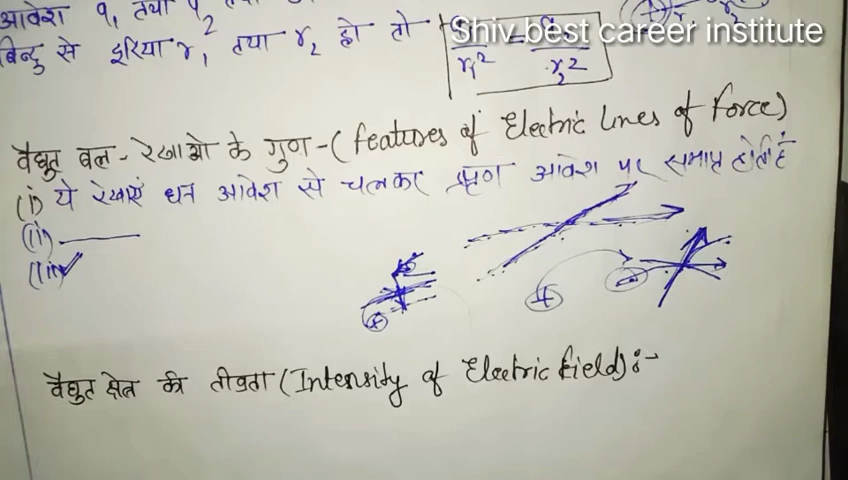 आवेश q₁ तथा q₂
Shiv best career institute
बिन्दु से दूरिया r₁ तथा r₂ हो तो
r₁² = r₂²
वैद्युत बल-रेखाओ के गुण-(features of Electric lines of force)
(i) ये रेखाएं धन आवेश से चलकर ऋण आवेश पर समाप्त होती हैं
(ii)
(iii)
+ + -
वैद्युत क्षेत्र की तीव्रता (Intensity of Electric field):-